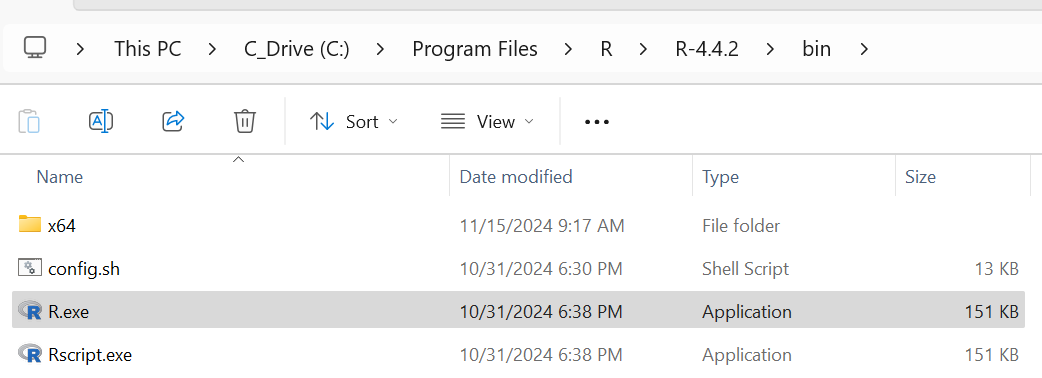 This PC > C_Drive (C:) > Program Files > R > R-4.4.2 > bin >
Sort View
Name Date modified Type Size
x64 11/15/2024 9:17 AM File folder
config.sh 10/31/2024 6:30 PM Shell Script 13 KB
R.exe 10/31/2024 6:38 PM Application 151 KB
Rscript.exe 10/31/2024 6:38 PM Application 151 KB